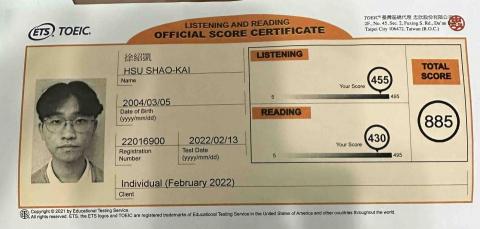 ETS TOEIC.
LISTENING AND READING
OFFICIAL SCORE CERTIFICATE
TOEIC®臺灣區總代理 忠欣股份有限公司
2F., No. 45, Sec. 2, Fuxing S. Rd., Da'an
Taipei City 106472, Taiwan (R.O.C.)
HSU SHAO-KAI
Name
2004/03/05
Date of Birth
(yyyy/mm/dd)
22016900
Registration
Number
2022/02/13
Test Date
(yyyy/mm/dd)
Individual (February 2022)
Client
LISTENING
Your Score
455
5
495
READING
Your Score
430
5
495
TOTAL
SCORE
885
Copyright © 2021 by Educational Testing Service.
All rights reserved. ETS, the ETS logos and TOEIC are registered trademarks of Educational Testing Service in the United States of America and other countries throughout the world.